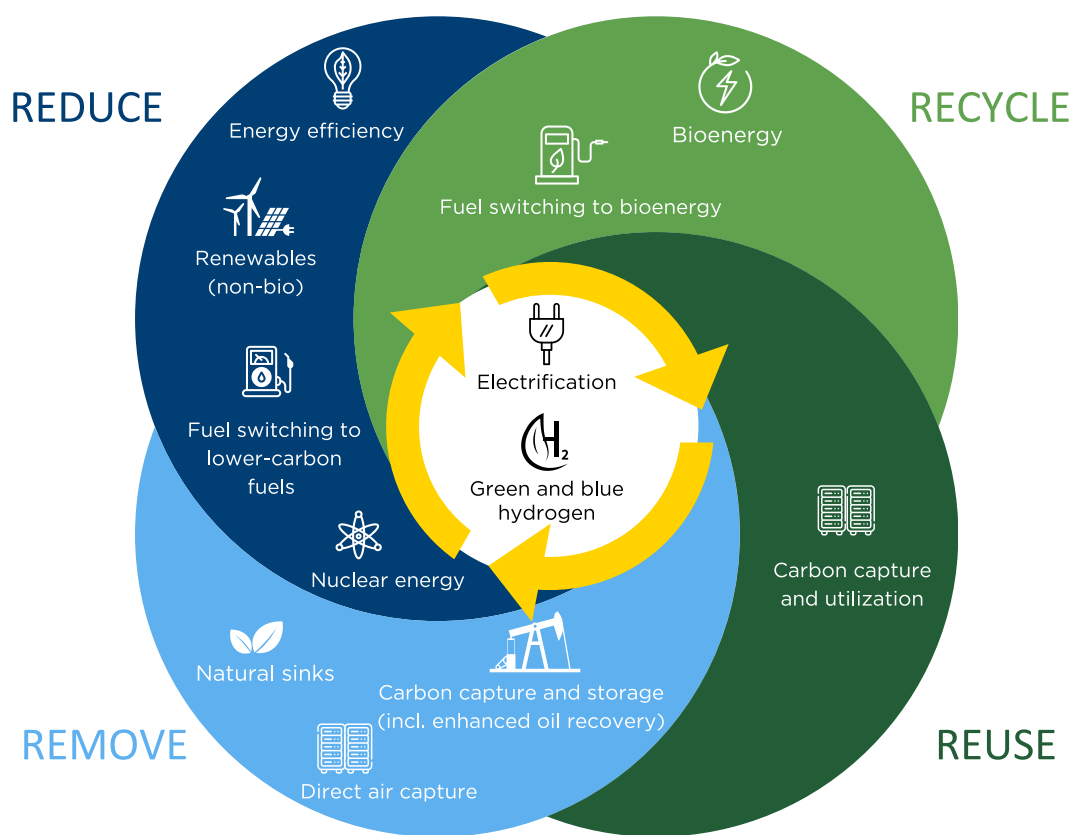 REDUCE
Energy efficiency
Renewables
(non-bio)
Fuel switching to
lower-carbon
fuels
Nuclear energy
RECYCLE
Bioenergy
Fuel switching to bioenergy
Electrification
H₂
Green and blue
hydrogen
Carbon capture
and utilization
REUSE
Natural sinks
Carbon capture and storage
(incl. enhanced oil recovery)
Direct air capture
REMOVE